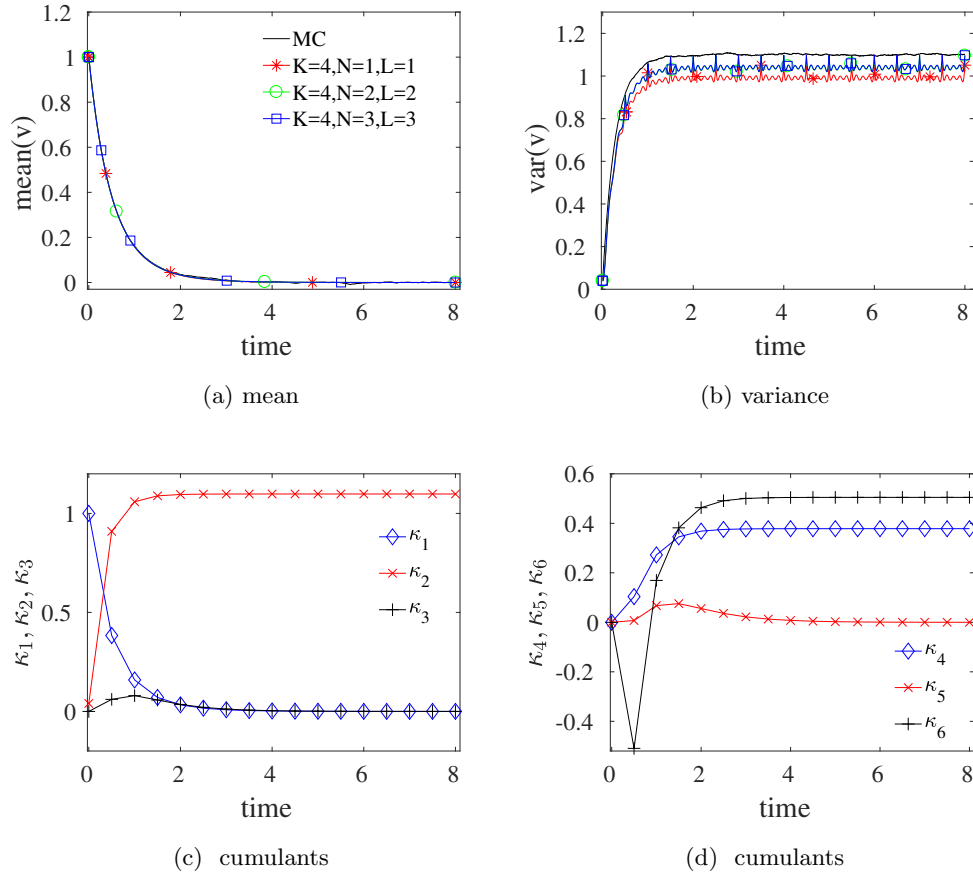 mean(v)
1.2
1
0.8
0.6
0.4
0.2
0
MC
K=4,N=1,L=1
K=4,N=2,L=2
K=4,N=3,L=3
0 2 4 6 8
time
(a) mean
var(v)
1.2
1
0.8
0.6
0.4
0.2
0
0 2 4 6 8
time
(b) variance
κ1, κ2, κ3
1
0.5
0
κ1
κ2
κ3
0 2 4 6 8
time
(c) cumulants
κ4, κ5, κ6
0.6
0.4
0.2
0
-0.2
-0.4
κ4
κ5
κ6
0 2 4 6 8
time
(d) cumulants